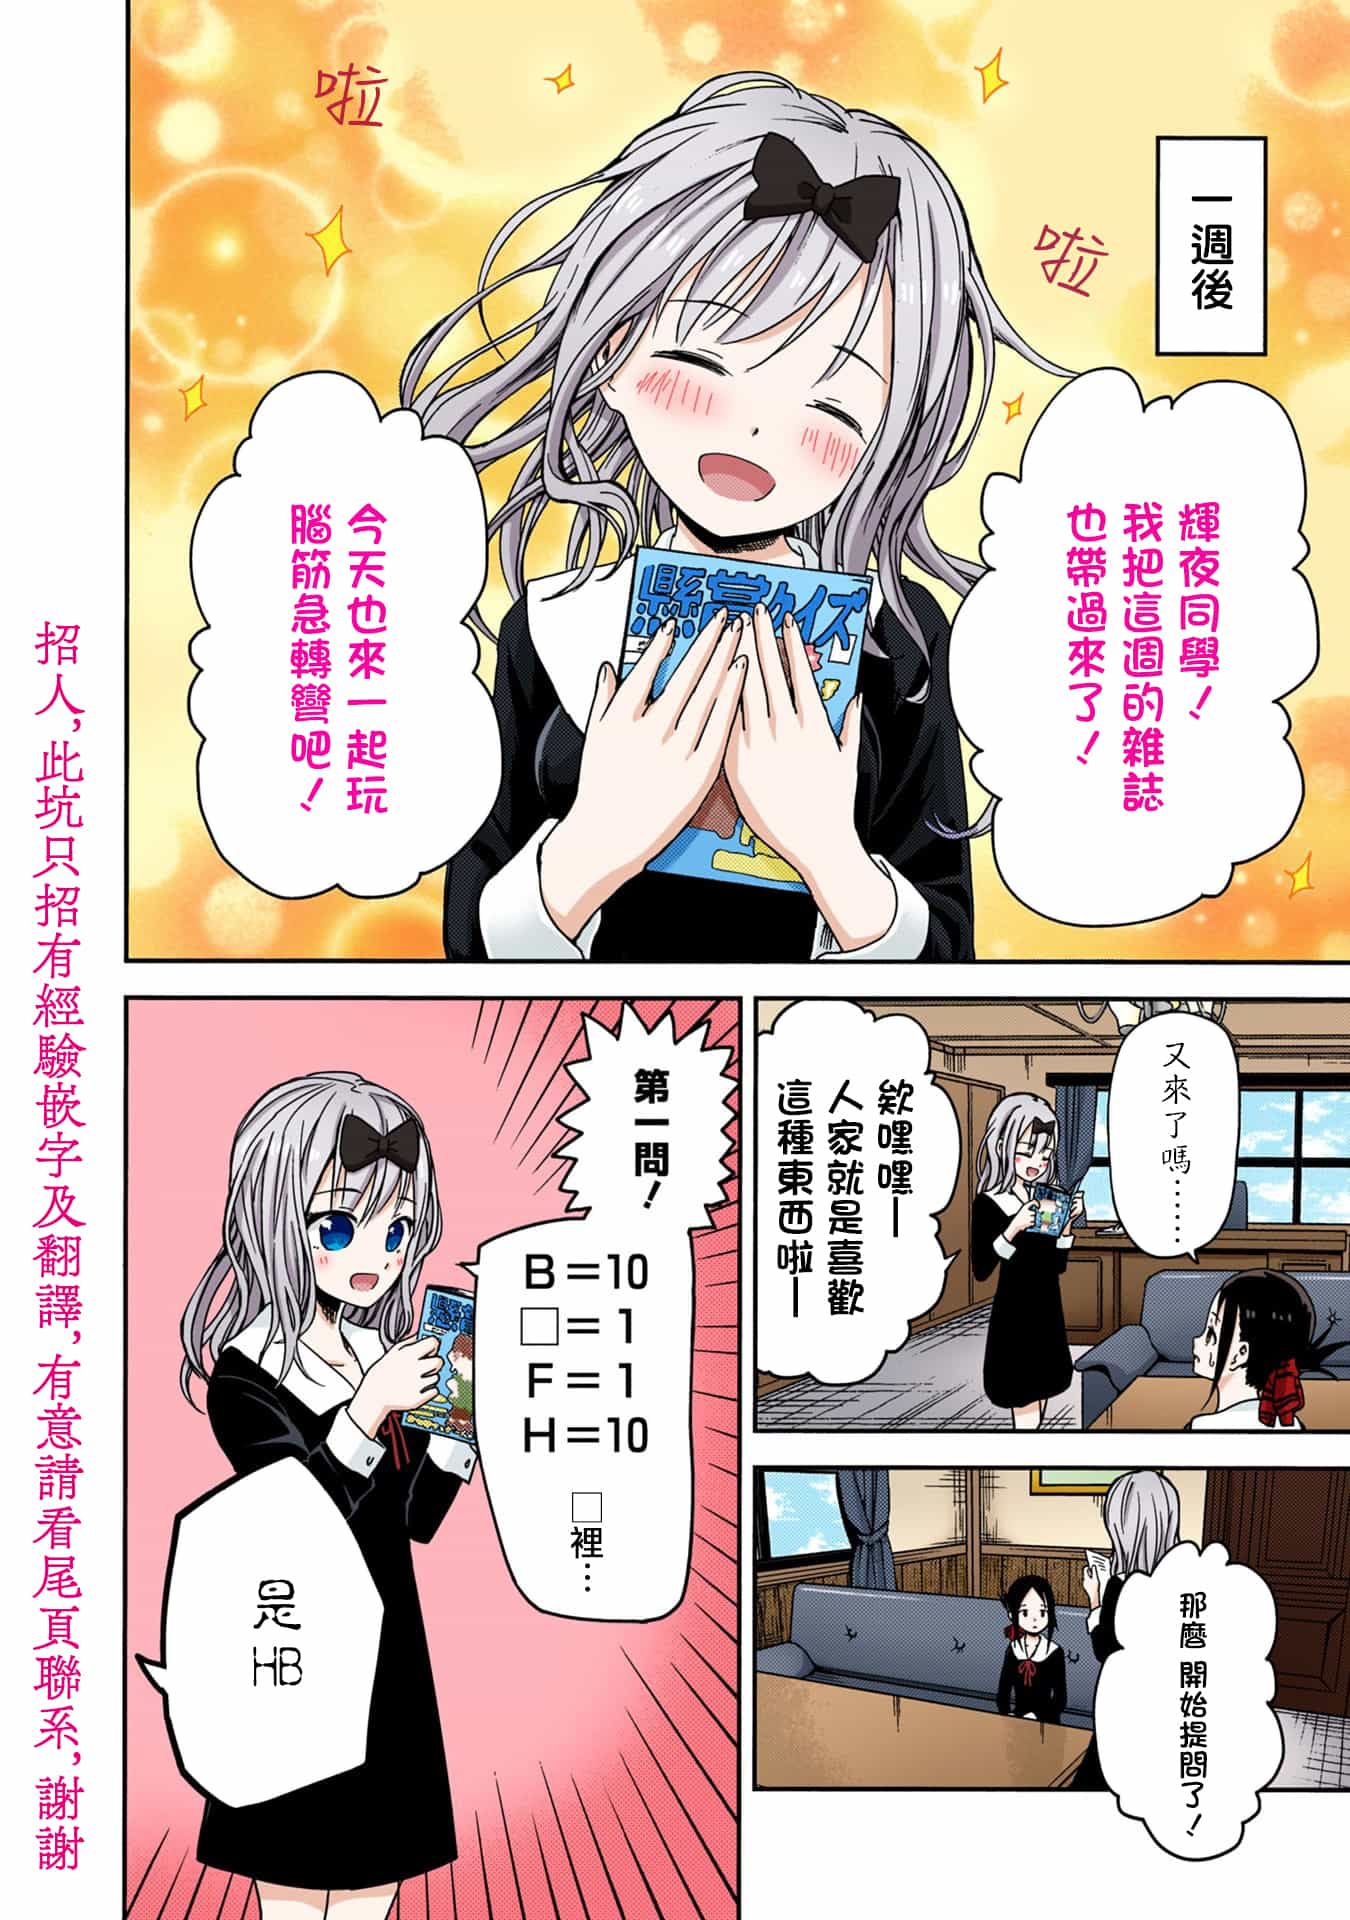 一週後
啦
啦
輝夜同學！
我把這週的雜誌
也帶過來了！
懸賞クイズ
今天也來一起玩
腦筋急轉彎吧！
又來了嗎……
欸嘿嘿—
人家就是喜歡
這種東西啦—
那麼 開始提問了！
第一問！
B＝10
□＝1
F＝1
H＝10
□
裡…
懸賞
是
HB
招人，此坑只招有經驗嵌字及翻譯，有意請看尾頁聯系，謝謝